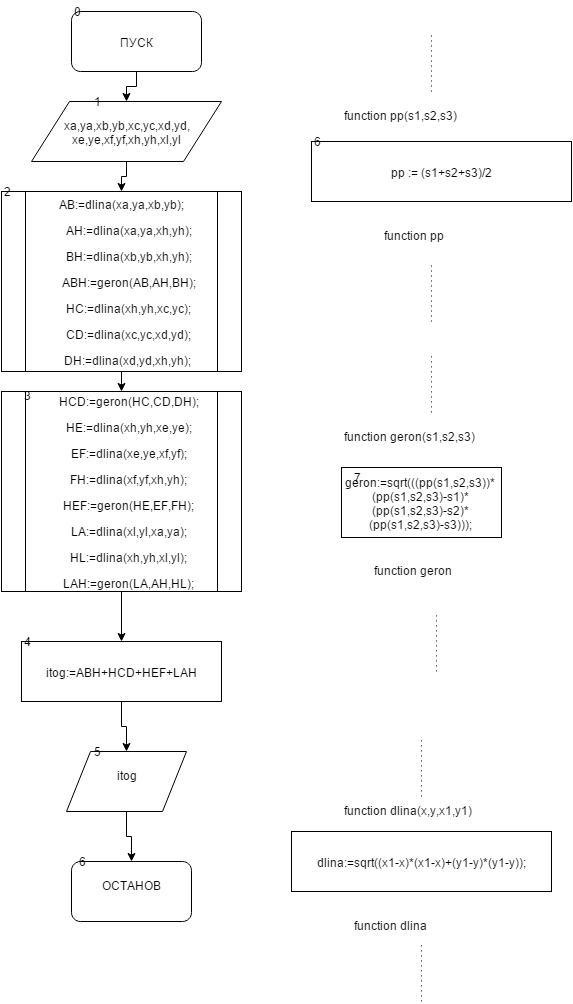 0
ПУСК
1
xa,ya,xb,yb,xc,yc,xd,yd,
xe,ye,xf,yf,xh,yh,xl,yl
2
AB:=dlina(xa,ya,xb,yb);
AH:=dlina(xa,ya,xh,yh);
BH:=dlina(xb,yb,xh,yh);
ABH:=geron(AB,AH,BH);
HC:=dlina(xh,yh,xc,yc);
CD:=dlina(xc,yc,xd,yd);
DH:=dlina(xd,yd,xh,yh);
3
HCD:=geron(HC,CD,DH);
HE:=dlina(xh,yh,xe,ye);
EF:=dlina(xe,ye,xf,yf);
FH:=dlina(xf,yf,xh,yh);
HEF:=geron(HE,EF,FH);
LA:=dlina(xl,yl,xa,ya);
HL:=dlina(xh,yh,xl,yl);
LAH:=geron(LA,AH,HL);
4
itog:=ABH+HCD+HEF+LAH
5
itog
6
ОСТАНОВ
function pp(s1,s2,s3)
6
pp := (s1+s2+s3)/2
function pp
function geron(s1,s2,s3)
7
geron:=sqrt(((pp(s1,s2,s3))*
(pp(s1,s2,s3)-s1)*
(pp(s1,s2,s3)-s2)*
(pp(s1,s2,s3)-s3)));
function geron
function dlina(x,y,x1,y1)
dlina:=sqrt((x1-x)*(x1-x)+(y1-y)*(y1-y));
function dlina